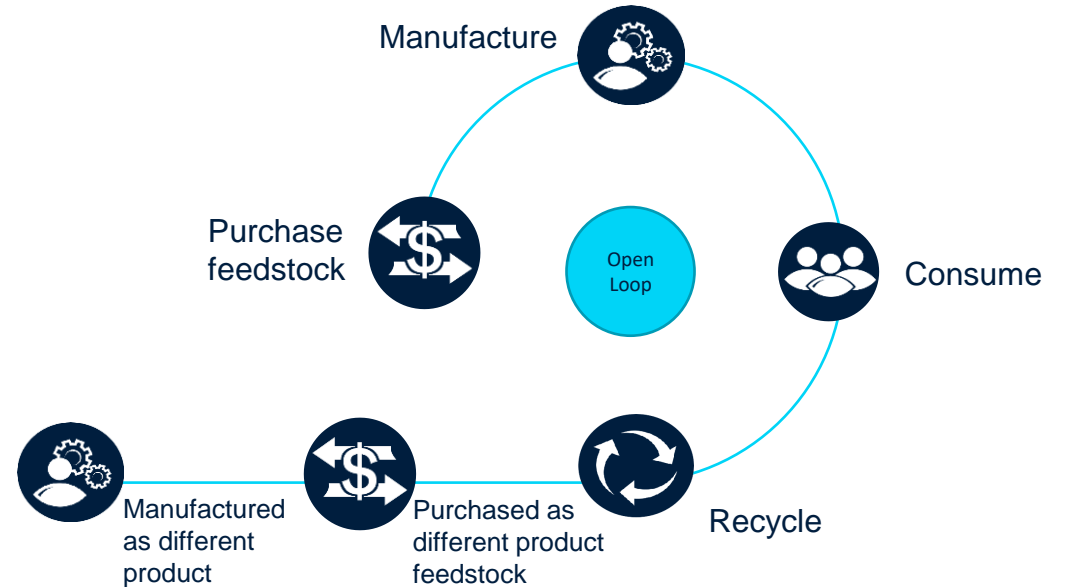 Manufacture
Purchase
feedstock
Open
Loop
Consume
Recycle
Purchased as
different product
feedstock
Manufactured
as different
product